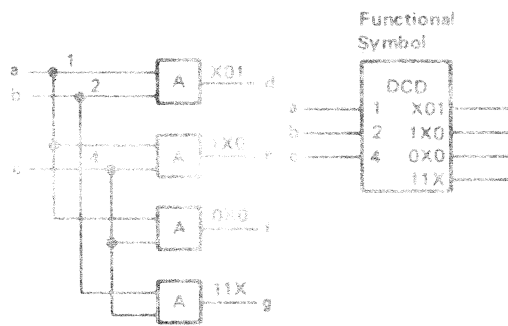 Functional
Symbol
a 1 A X01 d
b 2
DCD
a 1 X01
b 2 1X0
c 4 0X0
11X
A 1X0
4
A 0X0
A 11X g